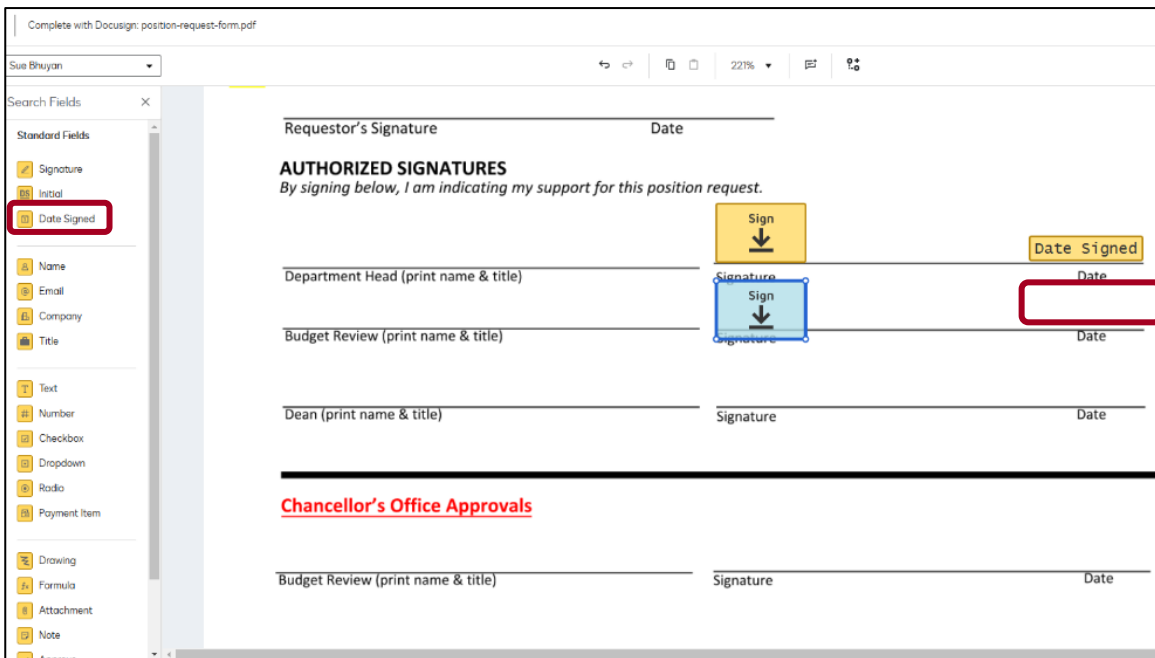 Complete with Docusign: position-request-form.pdf
Sue Bhuyan
221%
Search Fields
Standard Fields
Signature
DS Initial
Date Signed
Name
Email
Company
Title
Text
Number
Checkbox
Dropdown
Radio
Payment Item
Drawing
Formula
Attachment
Note
Requestor's Signature Date
AUTHORIZED SIGNATURES
By signing below, I am indicating my support for this position request.
Sign
Date Signed
Department Head (print name & title) Signature Date
Sign
Budget Review (print name & title) Signature Date
Dean (print name & title) Signature Date
Chancellor's Office Approvals
Budget Review (print name & title) Signature Date